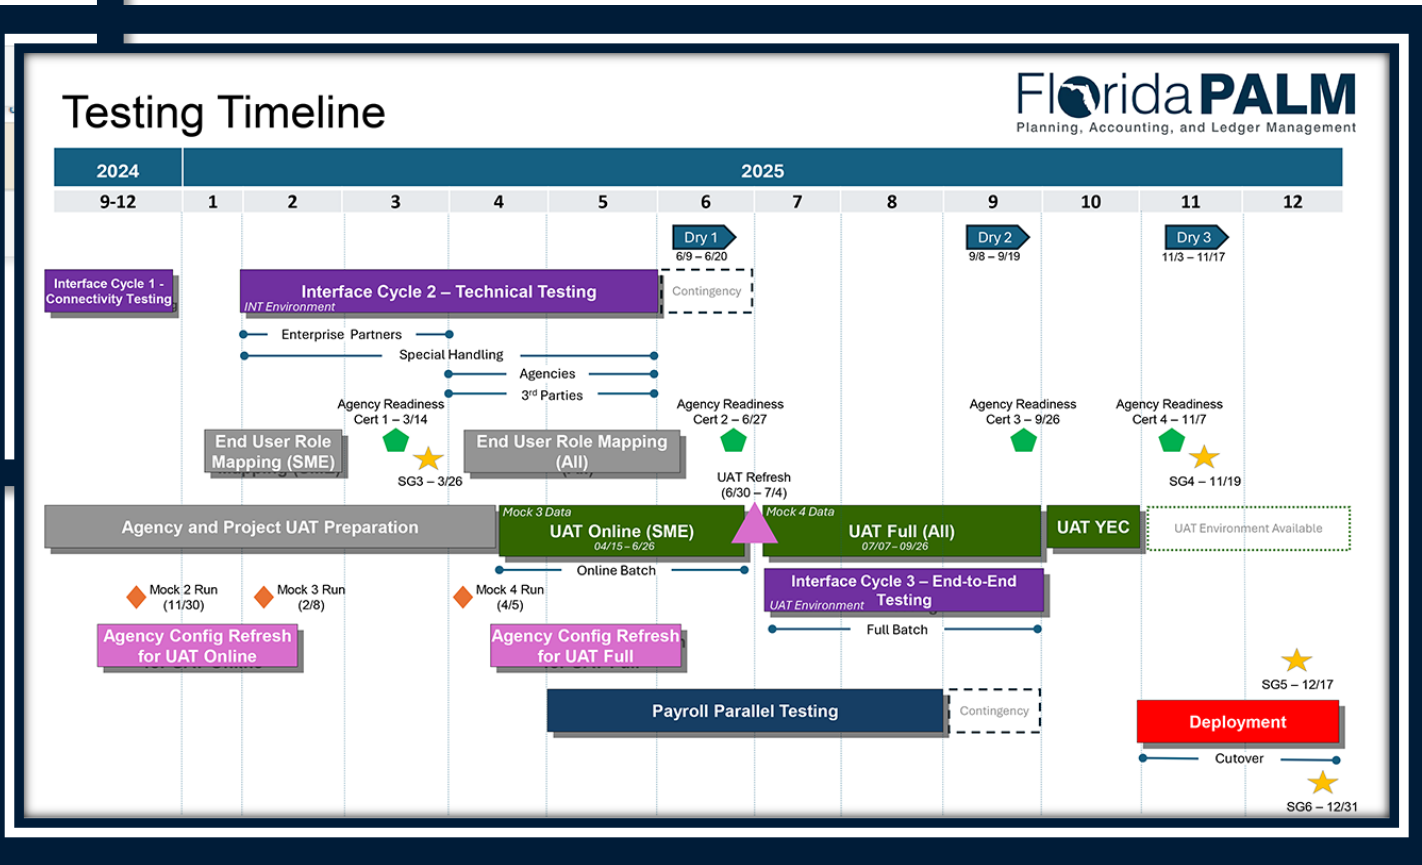 Testing Timeline
Florida PALM
Planning, Accounting, and Ledger Management
2024
2025
9-12
1
2
3
4
5
6
7
8
9
10
11
12
Dry 1
6/9 – 6/20
Dry 2
9/8 – 9/19
Dry 3
11/3 – 11/17
Interface Cycle 1 -
Connectivity Testing
Interface Cycle 2 – Technical Testing
INT Environment
Contingency
Enterprise Partners
Special Handling
Agencies
3rd Parties
Agency Readiness
Cert 1 – 3/14
Agency Readiness
Cert 2 – 6/27
Agency Readiness
Cert 3 – 9/26
Agency Readiness
Cert 4 – 11/7
End User Role
Mapping (SME)
SG3 – 3/26
End User Role Mapping
(All)
UAT Refresh
(6/30 – 7/4)
SG4 – 11/19
Agency and Project UAT Preparation
Mock 3 Data
UAT Online (SME)
04/15 – 6/26
Mock 4 Data
UAT Full (All)
07/07 – 09/26
UAT YEC
UAT Environment Available
Online Batch
Mock 2 Run
(11/30)
Mock 3 Run
(2/8)
Mock 4 Run
(4/5)
Interface Cycle 3 – End-to-End
Testing
UAT Environment
Full Batch
Agency Config Refresh
for UAT Online
Agency Config Refresh
for UAT Full
SG5 – 12/17
Payroll Parallel Testing
Contingency
Deployment
Cutover
SG6 – 12/31